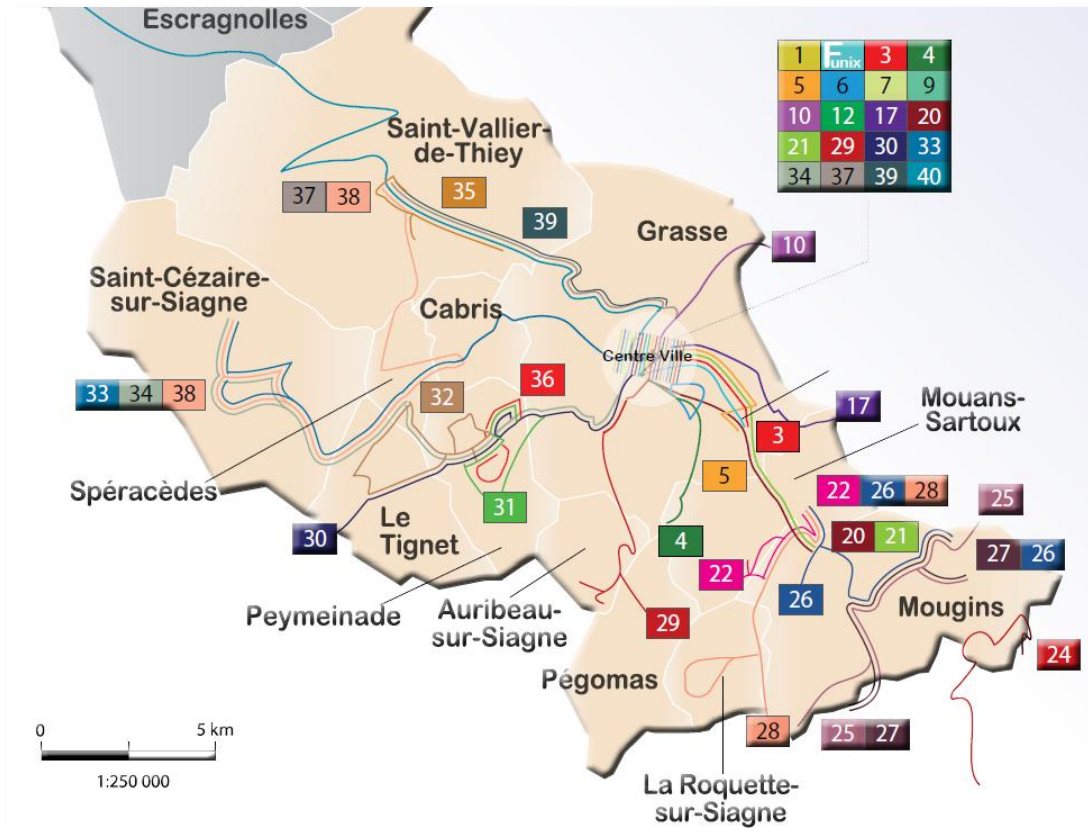 Escragnolles
1 Funix 3 4
5 6 7 9
10 12 17 20
21 29 30 33
34 37 39 40
Saint-Vallier-
de-Thiey
37 38
35
39
Grasse
10
Saint-Cézaire-
sur-Siagne
Cabris
Centre Ville
33 34 38
32
36
3
17
Mouans-
Sartoux
5
22 26 28
25
Spéracèdes
31
30
Le
Tignet
4
20 21
27 26
22
26
Peymeinade
Auribeau-
sur-Siagne
29
Mougins
24
Pégomas
28
25 27
0 5 km
1:250 000
La Roquette-
sur-Siagne